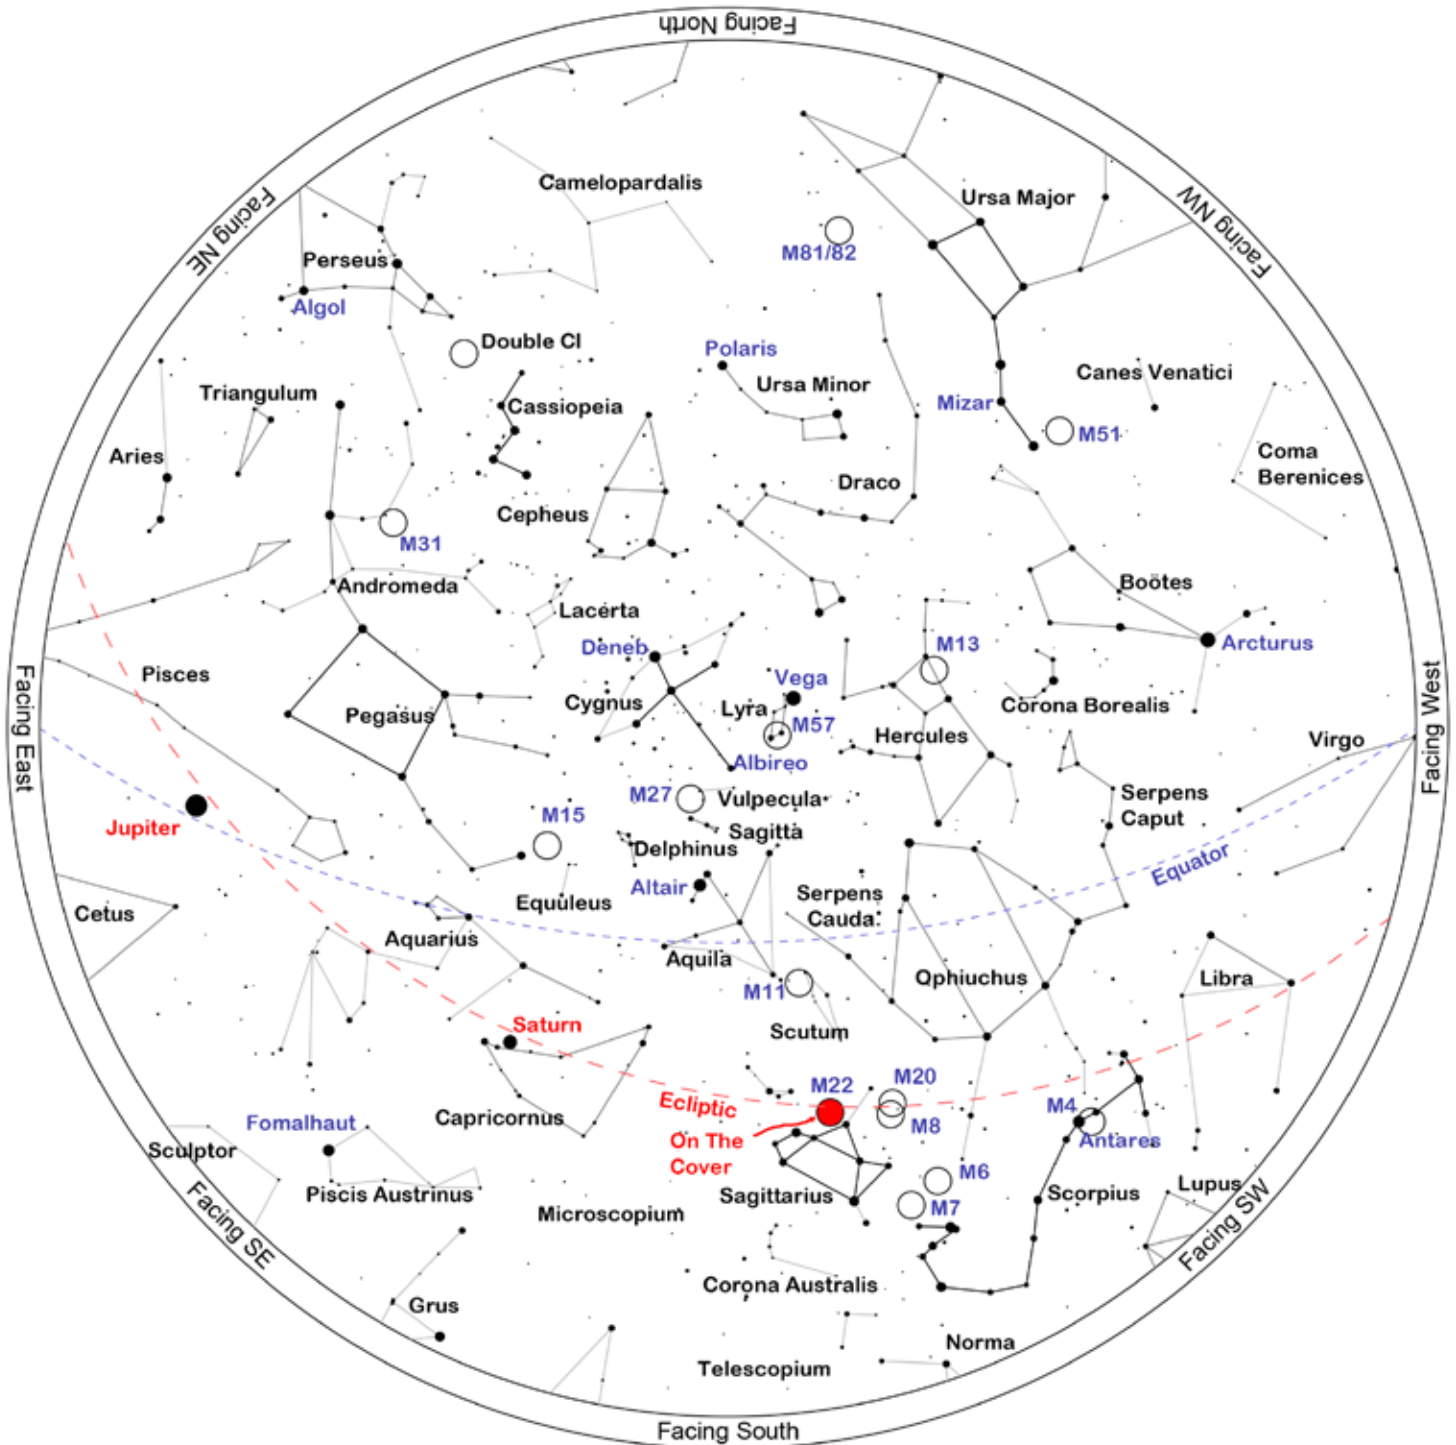 Facing North
Camelopardalis
Ursa Major
Facing NE
Facing NW
M81/82
Perseus
Algol
Double Cl
Polaris
Triangulum
Ursa Minor
Canes Venatici
Cassiopeia
Mizar
M51
Aries
Coma
Berenices
Draco
Cepheus
M31
Andromeda
Boötes
Lacerta
Deneb
M13
Arcturus
Pisces
Vega
Facing East
Cygnus
Lyra
Corona Borealis
Pegasus
M57
Hercules
Facing West
Virgo
Albireo
M27
Vulpecula
Serpens
Caput
Jupiter
M15
Sagitta
Delphinus
Equator
Altair
Serpens
Cauda
Equuleus
Cetus
Aquarius
Aquila
Ophiuchus
Libra
M11
Saturn
Scutum
M22
M20
Ecliptic
M4
Capricornus
M8
Fomalhaut
On The
Cover
Antares
Sculptor
M6
Lupus
Piscis Austrinus
Sagittarius
Scorpius
M7
Microscopium
Facing SE
Facing SW
Corona Australis
Grus
Norma
Telescopium
Facing South